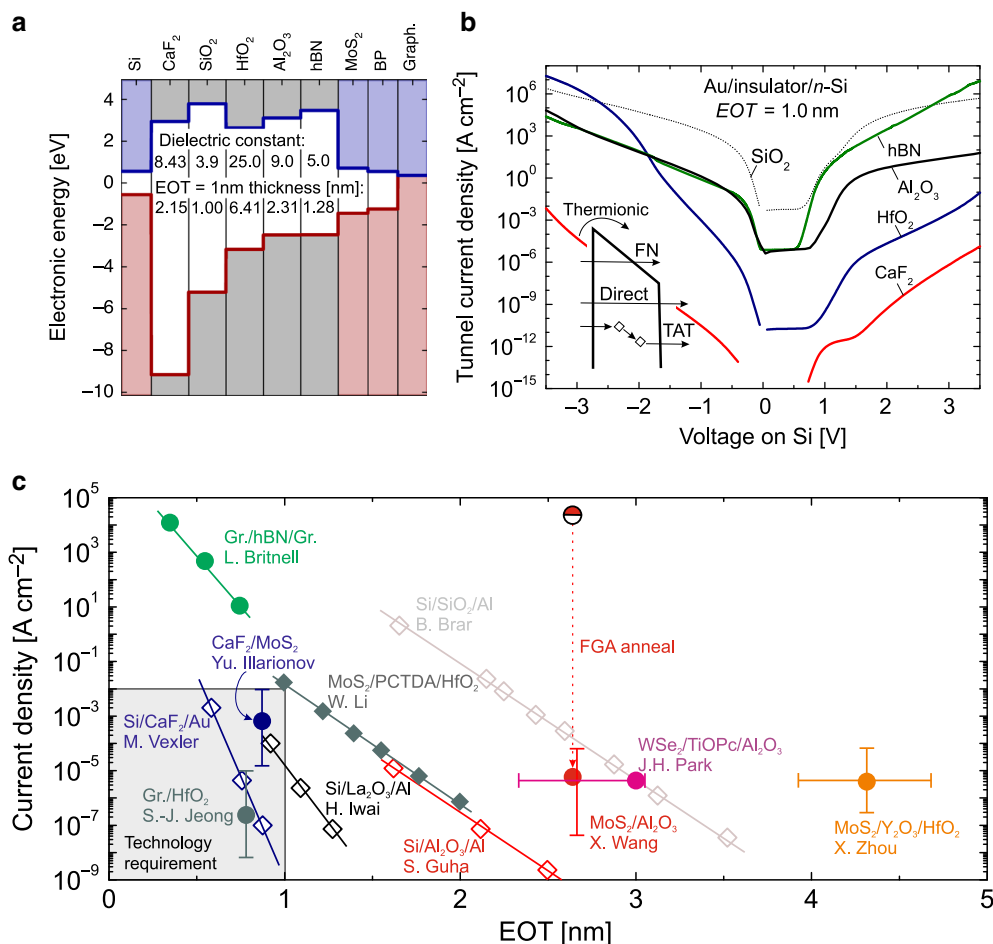 a
Si CaF2 SiO2 HfO2 Al2O3 hBN MoS2 BP Graph.
Electronic energy [eV]
4
2
0
−2
−4
−6
−8
−10
Dielectric constant:
8.43 3.9 25.0 9.0 5.0
EOT = 1nm thickness [nm]:
2.15 1.00 6.41 2.31 1.28
b
Tunnel current density [A cm−2]
10^6
10^3
10^0
10^−3
10^−6
10^−9
10^−12
10^−15
Au/insulator/n-Si
EOT = 1.0 nm
SiO2
hBN
Al2O3
HfO2
CaF2
Thermionic
FN
Direct
TAT
−3 −2 −1 0 1 2 3
Voltage on Si [V]
c
Current density [A cm−2]
10^5
10^3
10^1
10^−1
10^−3
10^−5
10^−7
10^−9
Gr./hBN/Gr.
L. Britnell
Si/SiO2/Al
B. Brar
CaF2/MoS2
Yu. Illarionov
FGA anneal
MoS2/PCTDA/HfO2
W. Li
Si/CaF2/Au
M. Vexler
WSe2/TiOPc/Al2O3
J.H. Park
Gr./HfO2
S.-J. Jeong
Si/La2O3/Al
H. Iwai
Technology
requirement
Si/Al2O3/Al
S. Guha
MoS2/Al2O3
X. Wang
MoS2/Y2O3/HfO2
X. Zhou
0 1 2 3 4 5
EOT [nm]